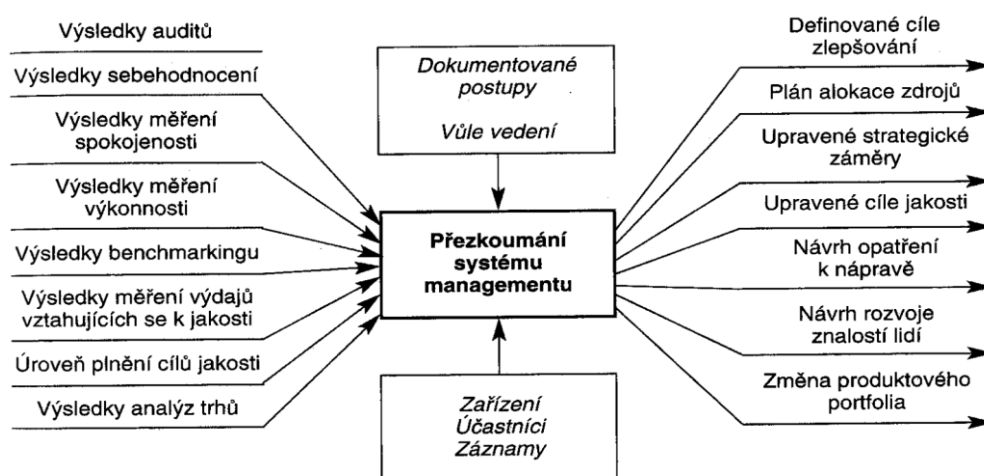 Výsledky auditů
Výsledky sebehodnocení
Výsledky měření
spokojenosti
Výsledky měření
výkonnosti
Výsledky benchmarkingu
Výsledky měření výdajů
vztahujících se k jakosti
Úroveň plnění cílů jakosti
Výsledky analýz trhů
Dokumentované
postupy
Vůle vedení
Přezkoumání
systému
managementu
Zařízení
Účastníci
Záznamy
Definované cíle
zlepšování
Plán alokace zdrojů
Upravené strategické
záměry
Upravené cíle jakosti
Návrh opatření
k nápravě
Návrh rozvoje
znalostí lidí
Změna produktového
portfolia